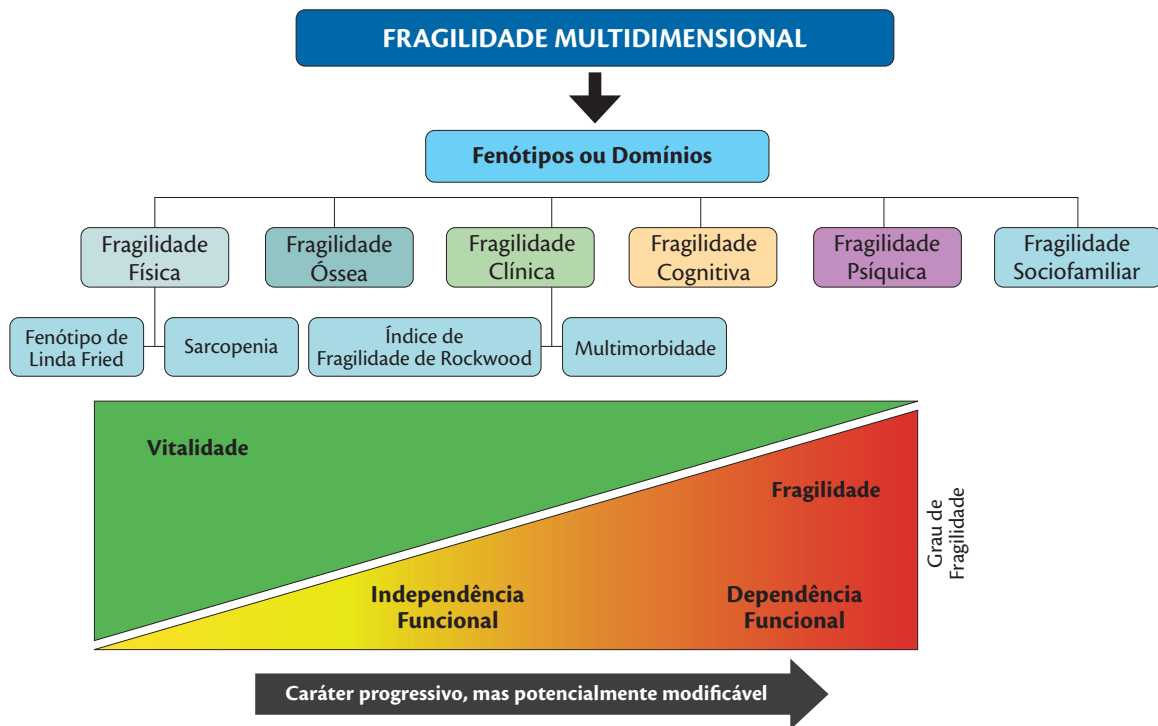 FRAGILIDADE MULTIDIMENSIONAL
Fenótipos ou Domínios
Fragilidade
Física
Fragilidade
Óssea
Fragilidade
Clínica
Fragilidade
Cognitiva
Fragilidade
Psíquica
Fragilidade
Sociofamiliar
Fenótipo de
Linda Fried
Sarcopenia
Índice de
Fragilidade de Rockwood
Multimorbidade
Vitalidade
Fragilidade
Grau de
Fragilidade
Independência
Funcional
Dependência
Funcional
Caráter progressivo, mas potencialmente modificável